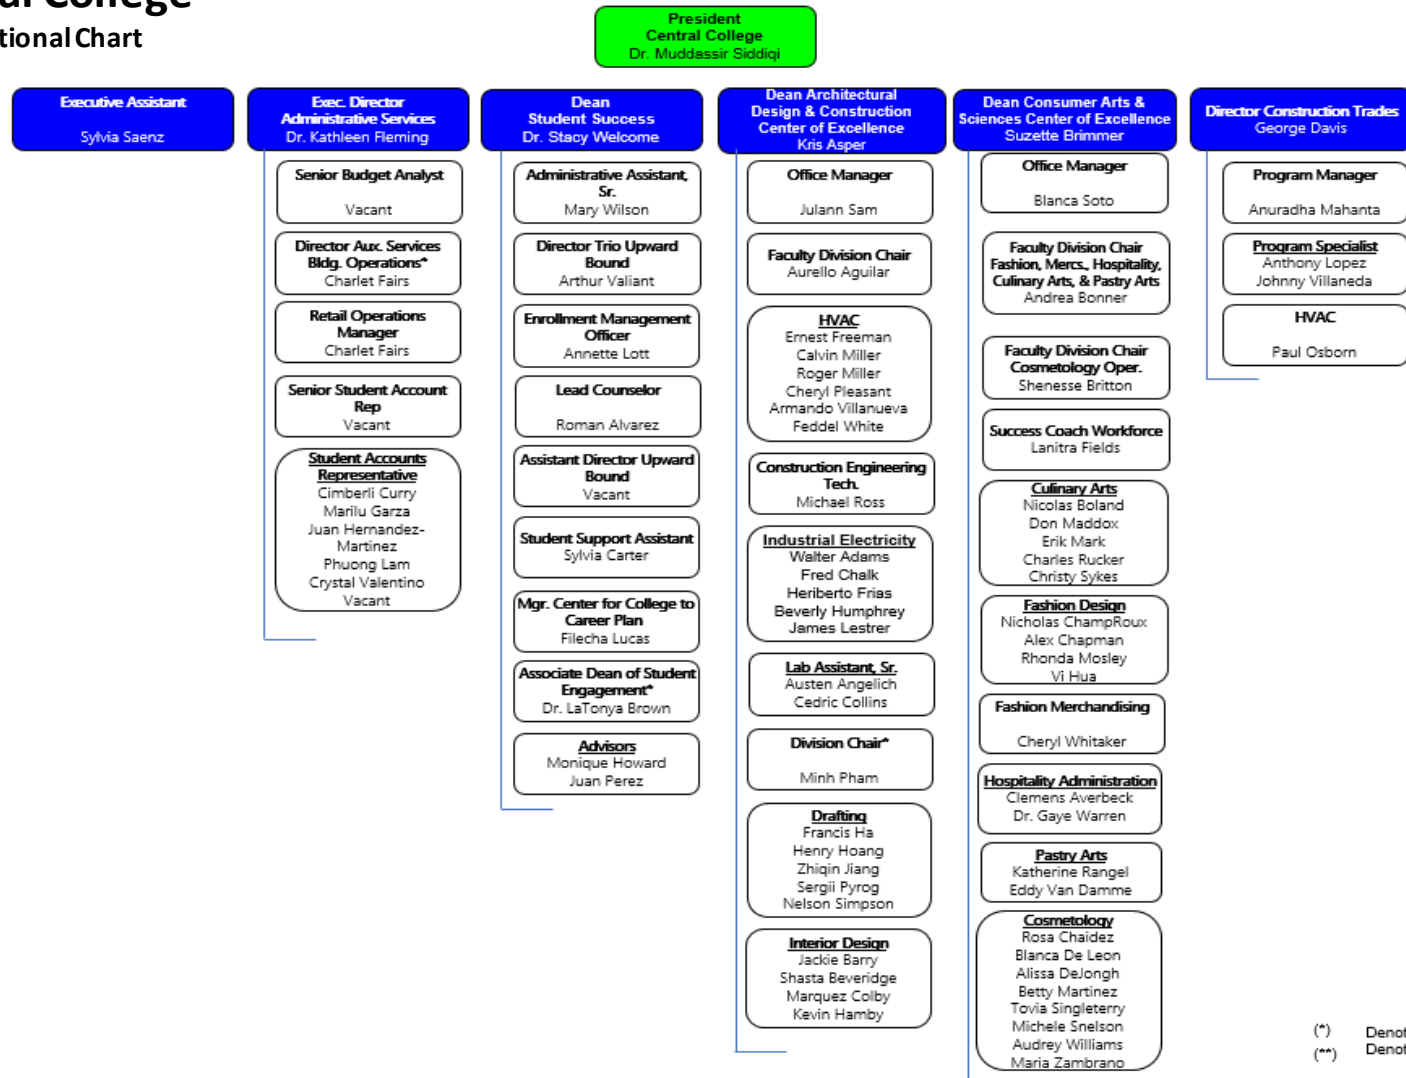 College
Chart
President
Central College
Dr. Muddassir Siddiqi
Executive Assistant
Sylvia Saenz
Exec. Director
Administrative Services
Dr. Kathleen Fleming
Senior Budget Analyst
Vacant
Director Aux. Services
Bldg. Operations*
Charlet Fairs
Retail Operations
Manager
Charlet Fairs
Senior Student Account
Rep
Vacant
Student Accounts
Representative
Cimberli Curry
Marilu Garza
Juan Hernandez-
Martinez
Phuong Lam
Crystal Valentino
Vacant
Dean
Student Success
Dr. Stacy Welcome
Administrative Assistant,
Sr.
Mary Wilson
Director Trio Upward
Bound
Arthur Valiant
Enrollment Management
Officer
Annette Lott
Lead Counselor
Roman Alvarez
Assistant Director Upward
Bound
Vacant
Student Support Assistant
Sylvia Carter
Mgr. Center for College to
Career Plan
Filecha Lucas
Associate Dean of Student
Engagement*
Dr. LaTonya Brown
Advisors
Monique Howard
Juan Perez
Dean Architectural
Design & Construction
Center of Excellence
Kris Asper
Office Manager
Julann Sam
Faculty Division Chair
Aurello Aguilar
HVAC
Ernest Freeman
Calvin Miller
Roger Miller
Cheryl Pleasant
Armando Villanueva
Feddel White
Construction Engineering
Tech.
Michael Ross
Industrial Electricity
Walter Adams
Fred Chalk
Heriberto Frias
Beverly Humphrey
James Lestrer
Lab Assistant, Sr.
Austen Angelich
Cedric Collins
Division Chair*
Minh Pham
Drafting
Francis Ha
Henry Hoang
Zhiqin Jiang
Sergii Pyrog
Nelson Simpson
Interior Design
Jackie Barry
Shasta Beveridge
Marquez Colby
Kevin Hamby
Dean Consumer Arts &
Sciences Center of Excellence
Suzette Brimmer
Office Manager
Blanca Soto
Faculty Division Chair
Fashion, Mercs., Hospitality,
Culinary Arts, & Pastry Arts
Andrea Bonner
Faculty Division Chair
Cosmetology Oper.
Shenesse Britton
Success Coach Workforce
Lanitra Fields
Culinary Arts
Nicolas Boland
Don Maddox
Erik Mark
Charles Rucker
Christy Sykes
Fashion Design
Nicholas ChampRoux
Alex Chapman
Rhonda Mosley
Vi Hua
Fashion Merchandising
Cheryl Whitaker
Hospitality Administration
Clemens Averbeck
Dr. Gaye Warren
Pastry Arts
Katherine Rangel
Eddy Van Damme
Cosmetology
Rosa Chaidez
Blanca De Leon
Alissa DeJongh
Betty Martinez
Tovia Singleterry
Michele Snelson
Audrey Williams
Maria Zambrano
Director Construction Trades
George Davis
Program Manager
Anuradha Mahanta
Program Specialist
Anthony Lopez
Johnny Villaneda
HVAC
Paul Osborn
(*)
(**)